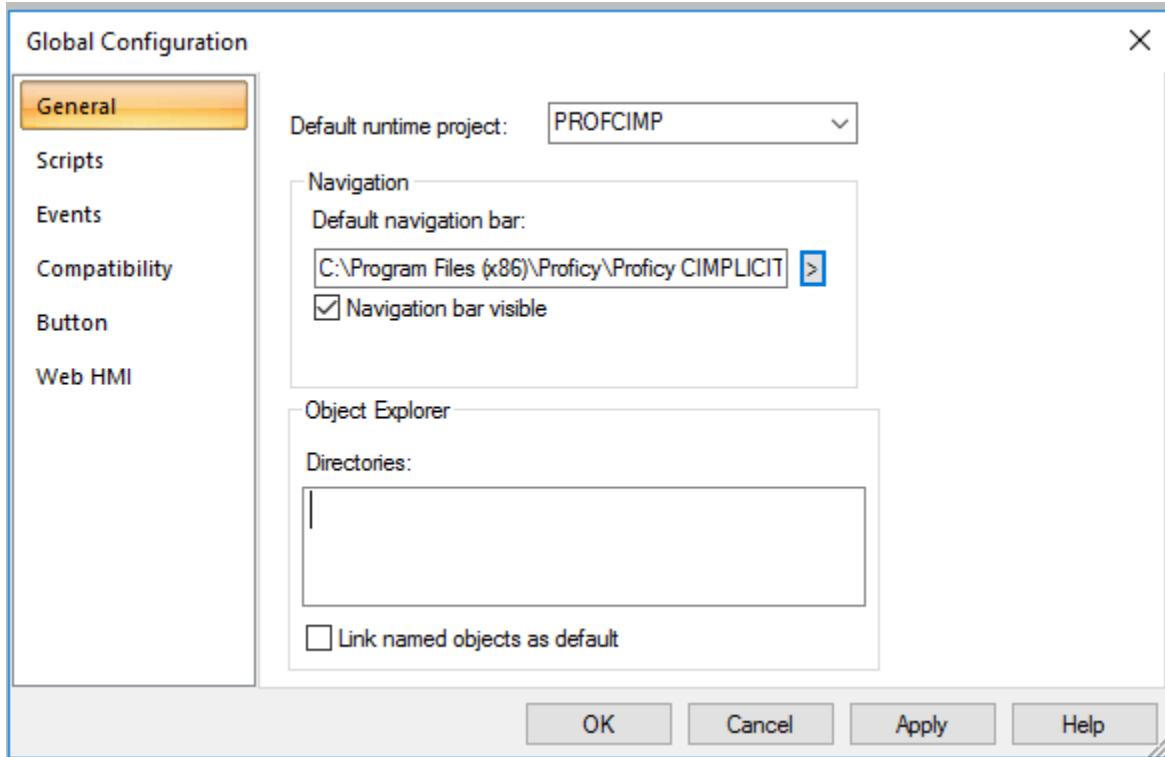 Global Configuration
General
Scripts
Events
Compatibility
Button
Web HMI
Default runtime project:
PROFCIMP
Navigation
Default navigation bar:
C:\Program Files (x86)\Proficy\Proficy CIMPLICIT
>
Navigation bar visible
Object Explorer
Directories:
Link named objects as default
OK
Cancel
Apply
Help